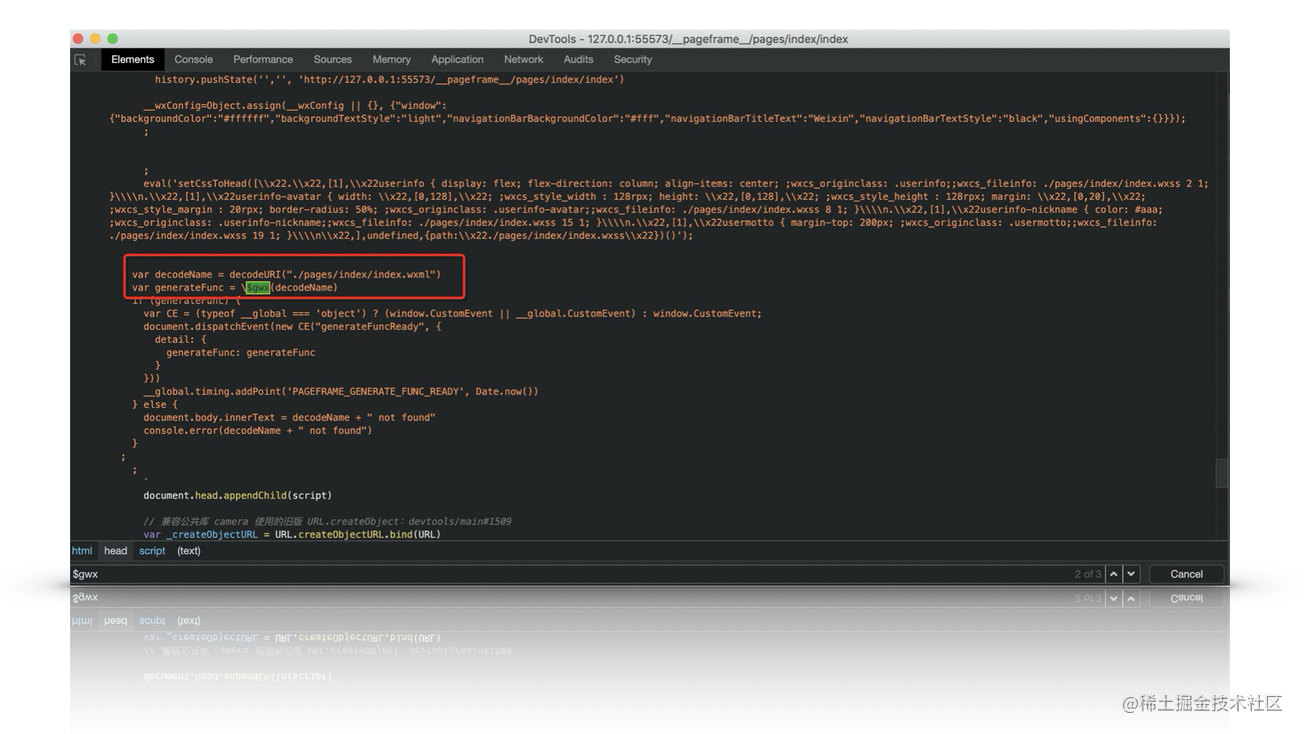 DevTools - 127.0.0.1:55573/__pageframe__/pages/index/index
Elements Console Performance Sources Memory Application Network Audits Security
history.pushState('','', 'http://127.0.0.1:55573/__pageframe__/pages/index/index')
__wxConfig=Object.assign(__wxConfig || {}, {"window":
{"backgroundColor":"#ffffff","backgroundTextStyle":"light","navigationBarBackgroundColor":"#fff","navigationBarTitleText":"Weixin","navigationBarTextStyle":"black","usingComponents":{}}});
;
;
eval('setCssToHead([\\x22.\\x22,[1],\\x22userinfo { display: flex; flex-direction: column; align-items: center; ;wxcs_originclass: .userinfo;;wxcs_fileinfo: ./pages/index/index.wxss 2 1;
}\\\\n.\\x22,[1],\\x22userinfo-avatar { width: \\x22,[0,128],\\x22; ;wxcs_style_width : 128rpx; height: \\x22,[0,128],\\x22; ;wxcs_style_height : 128rpx; margin: \\x22,[0,20],\\x22;
;wxcs_style_margin : 20rpx; border-radius: 50%; ;wxcs_originclass: .userinfo-avatar;;wxcs_fileinfo: ./pages/index/index.wxss 8 1; }\\\\n.\\x22,[1],\\x22userinfo-nickname { color: #aaa;
;wxcs_originclass: .userinfo-nickname;;wxcs_fileinfo: ./pages/index/index.wxss 15 1; }\\\\n.\\x22,[1],\\x22usermotto { margin-top: 200px; ;wxcs_originclass: .usermotto;;wxcs_fileinfo:
./pages/index/index.wxss 19 1; }\\\\n\\x22,],undefined,{path:\\x22./pages/index/index.wxss\\x22})()');
var decodeName = decodeURI("./pages/index/index.wxml")
var generateFunc = \$gwx(decodeName)
if (generateFunc) {
var CE = (typeof __global === 'object') ? (window.CustomEvent || __global.CustomEvent) : window.CustomEvent;
document.dispatchEvent(new CE("generateFuncReady", {
detail: {
generateFunc: generateFunc
}
}))
__global.timing.addPoint('PAGEFRAME_GENERATE_FUNC_READY', Date.now())
} else {
document.body.innerText = decodeName + " not found"
console.error(decodeName + " not found")
}
;
;
`
document.head.appendChild(script)
// 兼容公共库 camera 使用的旧版 URL.createObject: devtools/main#1509
var _createObjectURL = URL.createObjectURL.bind(URL)
html head script (text)
$gwx 2 of 3 Cancel
@稀土掘金技术社区